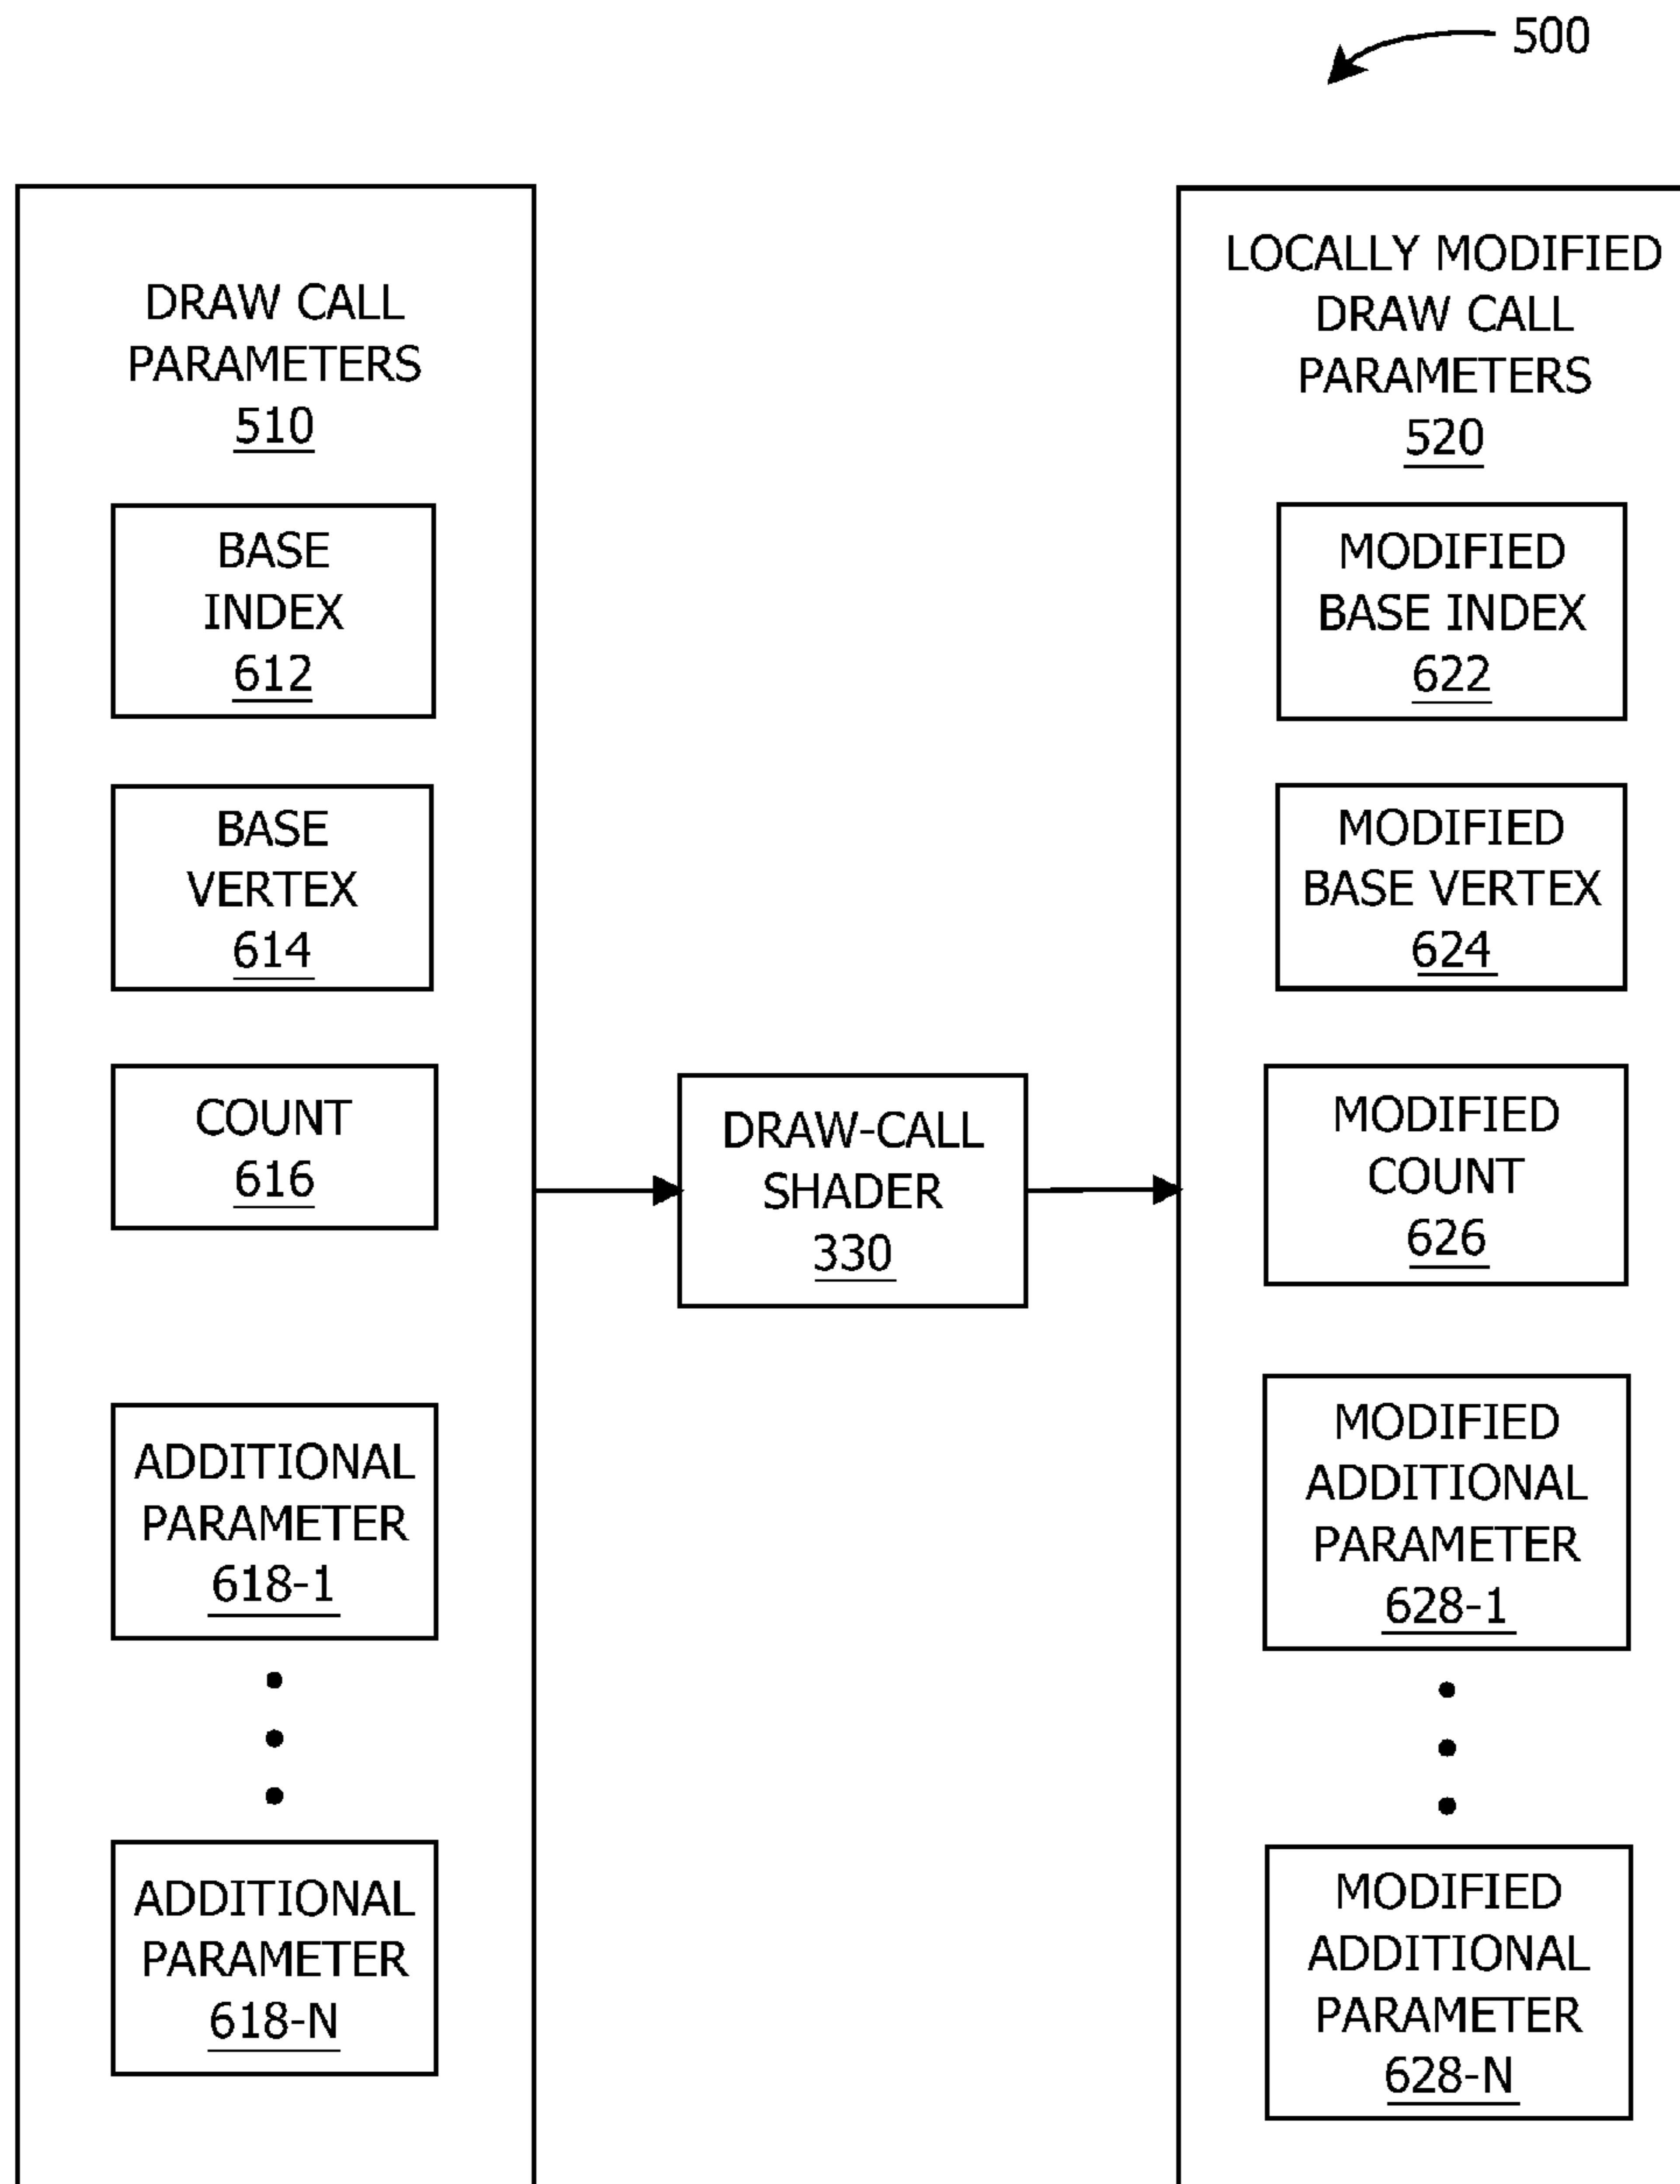 500
DRAW CALL
PARAMETERS
510
BASE
INDEX
612
BASE
VERTEX
614
COUNT
616
ADDITIONAL
PARAMETER
618-1
ADDITIONAL
PARAMETER
618-N
DRAW-CALL
SHADER
330
LOCALLY MODIFIED
DRAW CALL
PARAMETERS
520
MODIFIED
BASE INDEX
622
MODIFIED
BASE VERTEX
624
MODIFIED
COUNT
626
MODIFIED
ADDITIONAL
PARAMETER
628-1
MODIFIED
ADDITIONAL
PARAMETER
628-N